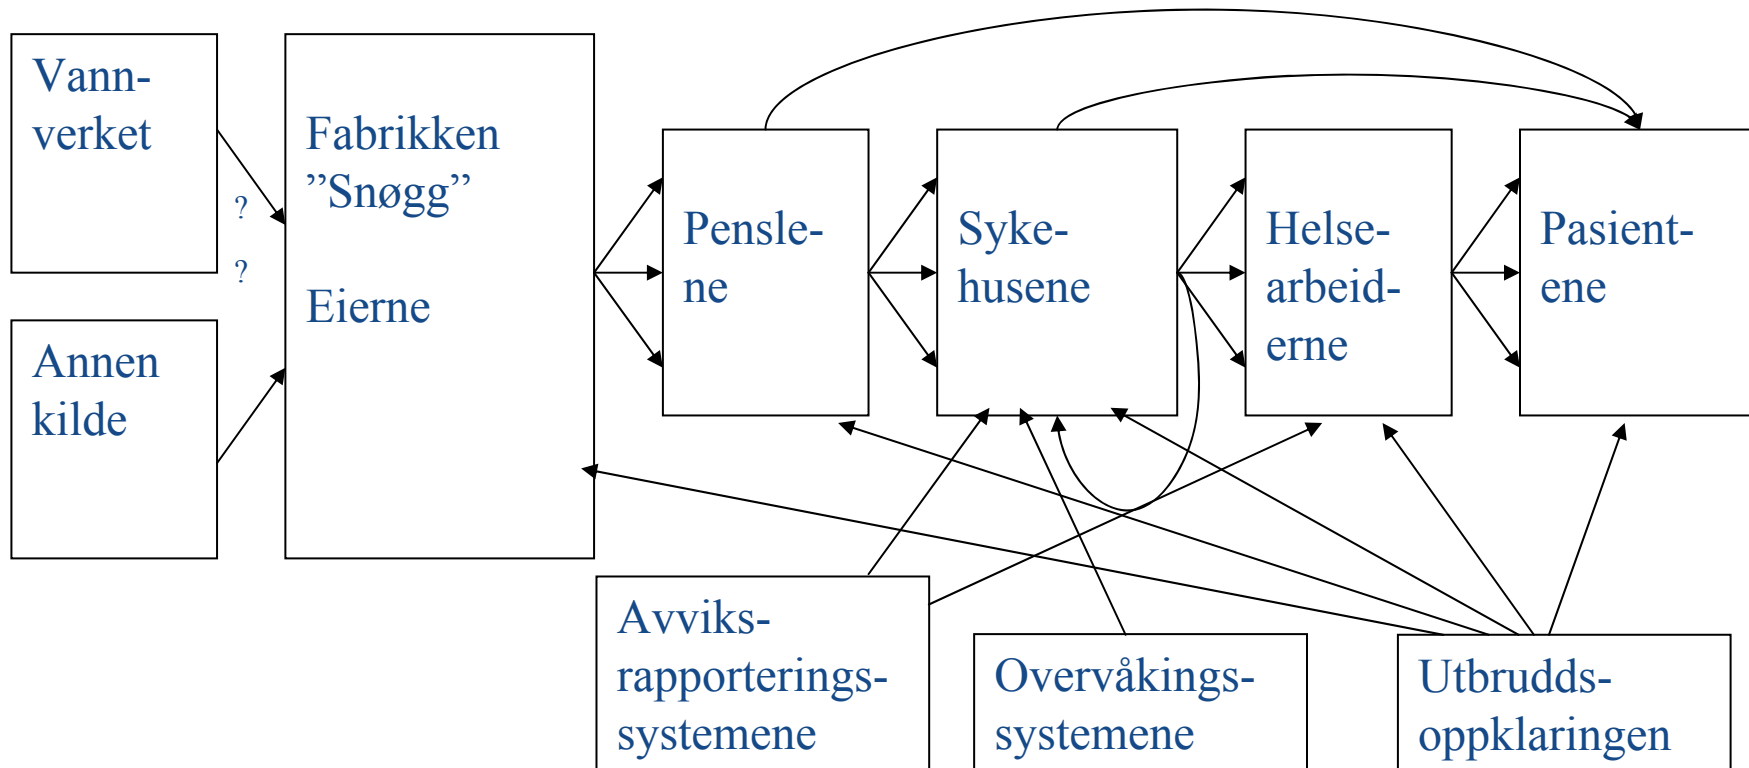 Vann-
verket
Annen
kilde
?
?
Fabrikken
”Snøgg”
Eierne
Pensle-
ne
Syke-
husene
Helse-
arbeid-
erne
Pasient-
ene
Avviks-
rapporterings-
systemene
Overvåkings-
systemene
Utbrudds-
oppklaringen